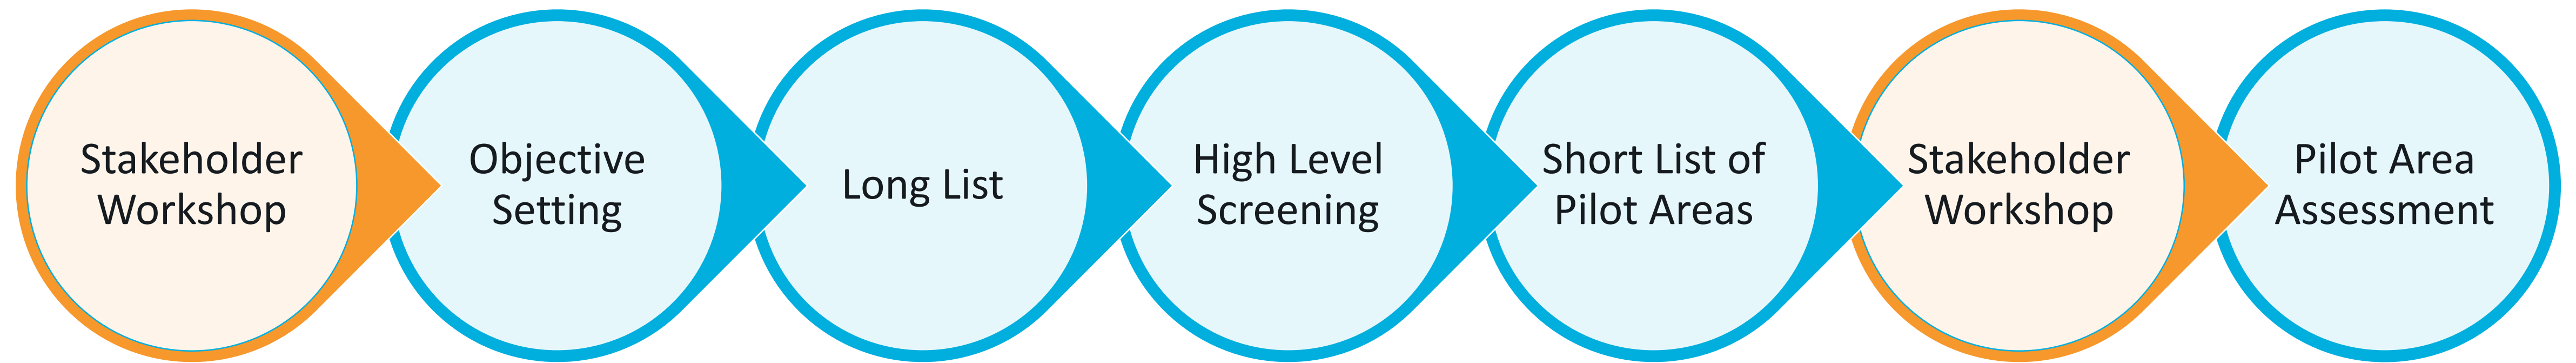 Stakeholder
Workshop
Objective
Setting
Long List
High Level
Screening
Short List of
Pilot Areas
Stakeholder
Workshop
Pilot Area
Assessment